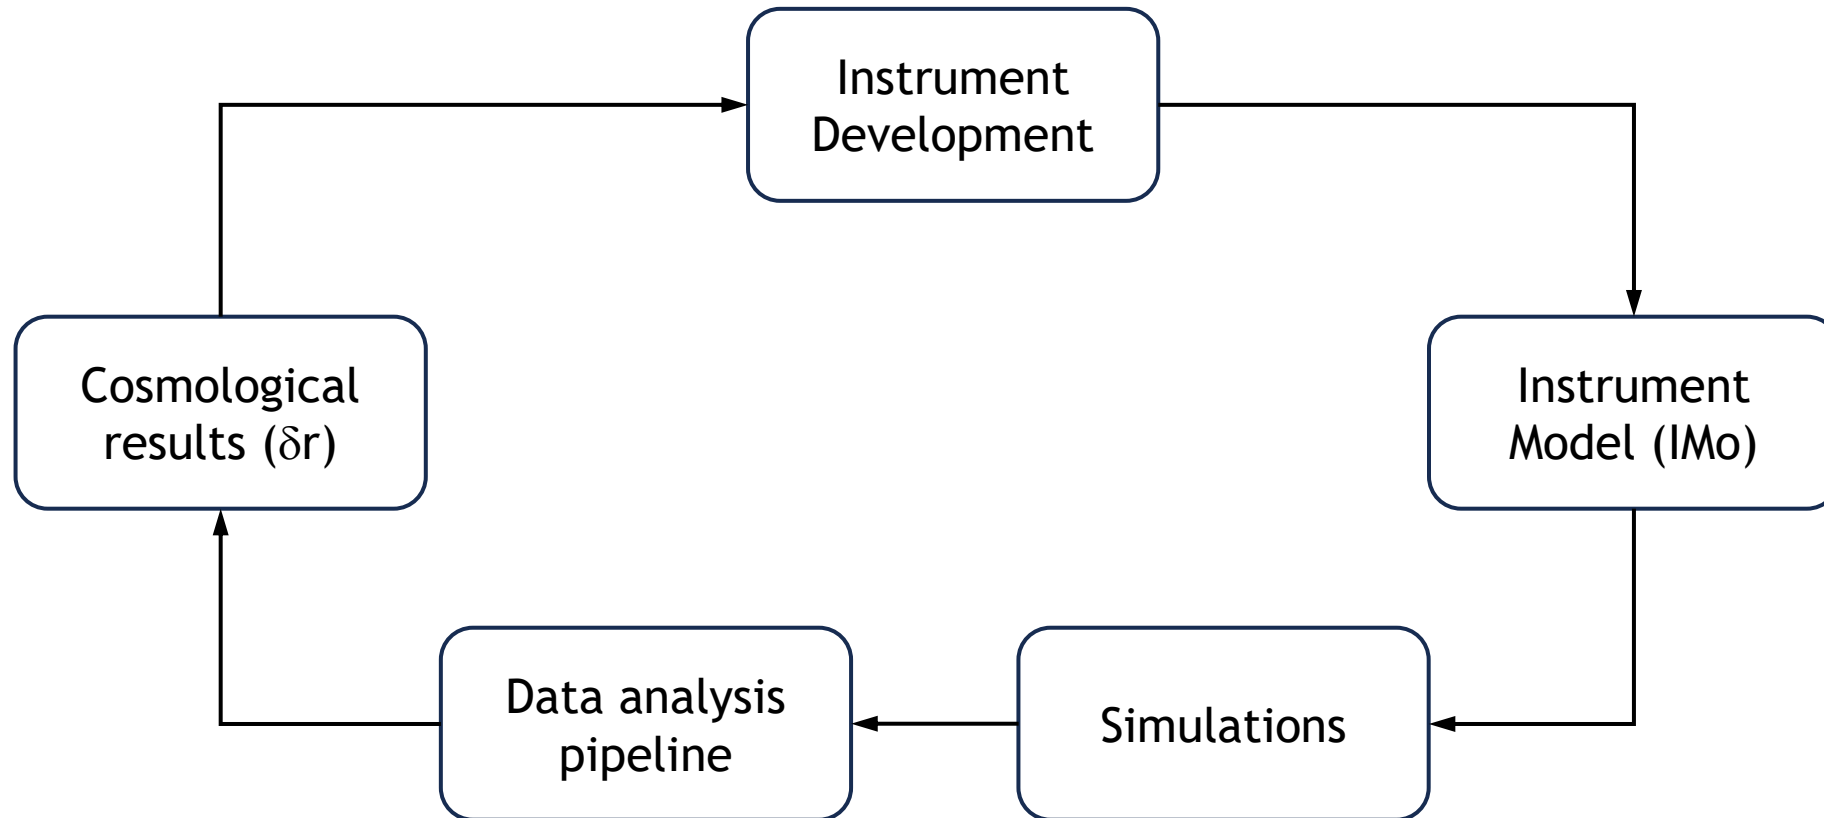 Instrument
Development
Cosmological
results (δr)
Instrument
Model (IMo)
Data analysis
pipeline
Simulations